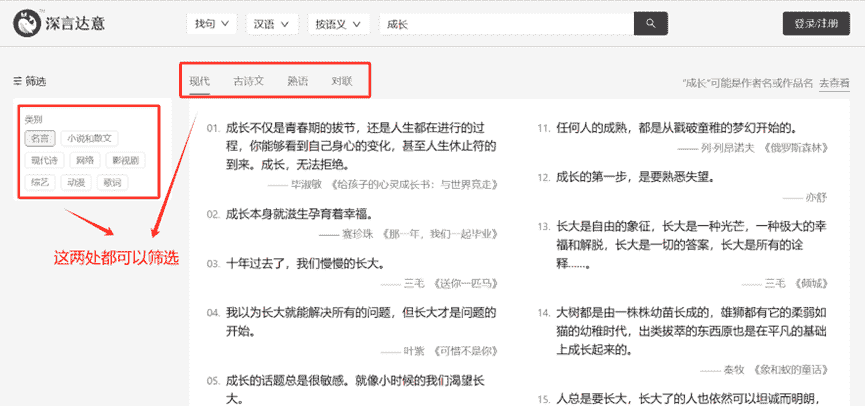 深言达意
找句
汉语
按语义
成长
登录/注册
筛选
现代
古诗文
熟语
对联
“成长”可能是作者名或作品名 去查看
类别
名言
小说和散文
现代诗
网络
影视剧
综艺
动漫
歌词
这两处都可以筛选
01. 成长不仅是青春期的拔节，还是人生都在进行的过
程，你能够看到自己身心的变化，甚至人生休止符的
到来。成长，无法拒绝。
—— 毕淑敏 《给孩子的心灵成长书：与世界竞走》
02. 成长本身就滋生孕育着幸福。
—— 塞珍珠 《那一年，我们一起毕业》
03. 十年过去了，我们慢慢的长大。
—— 三毛 《送你一匹马》
04. 我以为长大就能解决所有的问题，但长大才是问题的
开始。
—— 叶紫 《可惜不是你》
05. 成长的话题总是很敏感。就像小时候的我们渴望长
大。
11. 任何人的成熟，都是从戳破童稚的梦幻开始的。
—— 列·列昂诺夫 《俄罗斯森林》
12. 成长的第一步，是要熟悉失望。
—— 亦舒
13. 长大是自由的象征，长大是一种光芒，一种极大的幸
福和解脱，长大是一切的答案，长大是所有的诠
释……。
—— 三毛 《倾城》
14. 大树都是由一株株幼苗长成的，雄狮都有它的柔弱如
猫的幼稚时代，出类拔萃的东西原也是在平凡的基础
上成长起来的。
—— 秦牧 《象和蚁的童话》
15. 人总是要长大，长大了的人也依然可以坦诚而明朗，